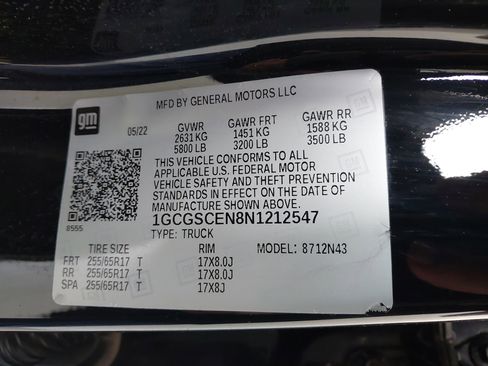 MFD BY GENERAL MOTORS LLC
gm
05/22
GVWR GAWR FRT GAWR RR
2631 KG 1451 KG 1588 KG
5800 LB 3200 LB 3500 LB
THIS VEHICLE CONFORMS TO ALL
APPLICABLE U.S. FEDERAL MOTOR
VEHICLE SAFETY AND THEFT PREVENTION
STANDARDS IN EFFECT ON THE DATE OF
MANUFACTURE SHOWN ABOVE.
8555
1GCGSCEN8N1212547
TYPE: TRUCK
TIRE SIZE RIM MODEL: 8712N43
FRT 255/65R17 T 17X8.0J
RR 255/65R17 T 17X8.0J
SPA 255/65R17 T 17X8J